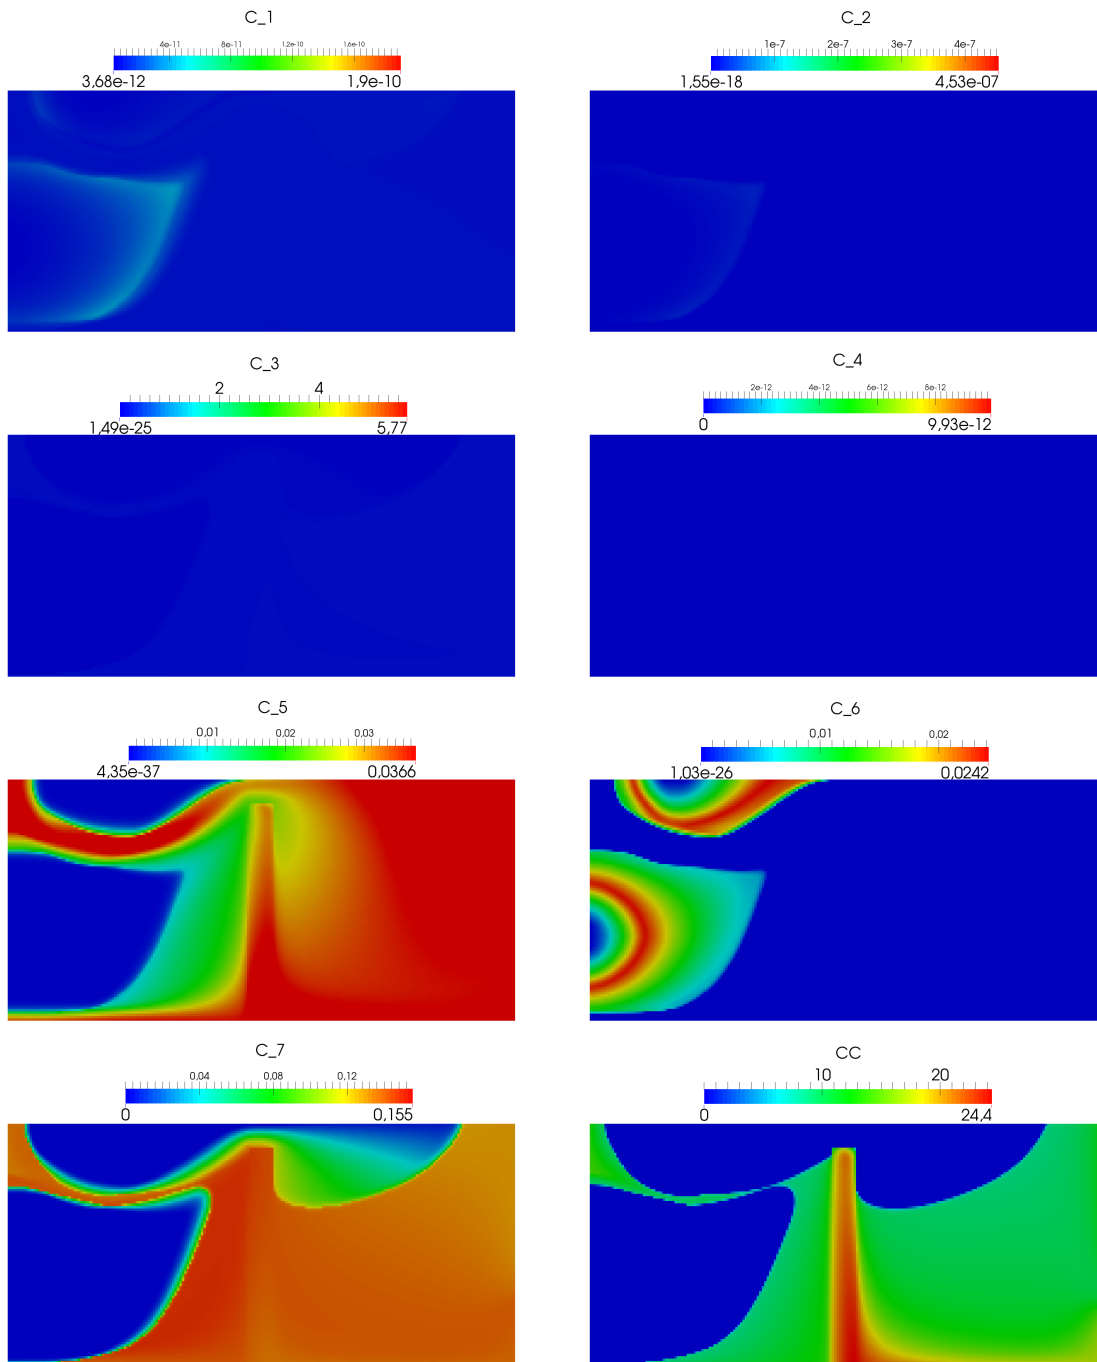 C_1
4e-11 8e-11 1.2e-10 1.6e-10
3,68e-12 1,9e-10
C_2
1e-7 2e-7 3e-7 4e-7
1,55e-18 4,53e-07
C_3
2 4
1,49e-25 5,77
C_4
2e-12 4e-12 6e-12 8e-12
0 9,93e-12
C_5
0,01 0,02 0,03
4,35e-37 0,0366
C_6
0,01 0,02
1,03e-26 0,0242
C_7
0,04 0,08 0,12
0 0,155
CC
10 20
0 24,4